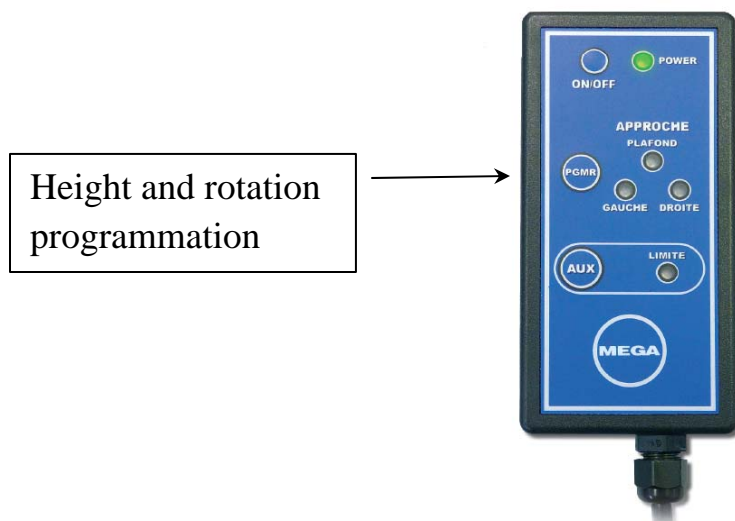 Height and rotation
programmation
ON/OFF
POWER
APPROCHE
PLAFOND
PGMR
GAUCHE DROITE
LIMITE
AUX
MEGA